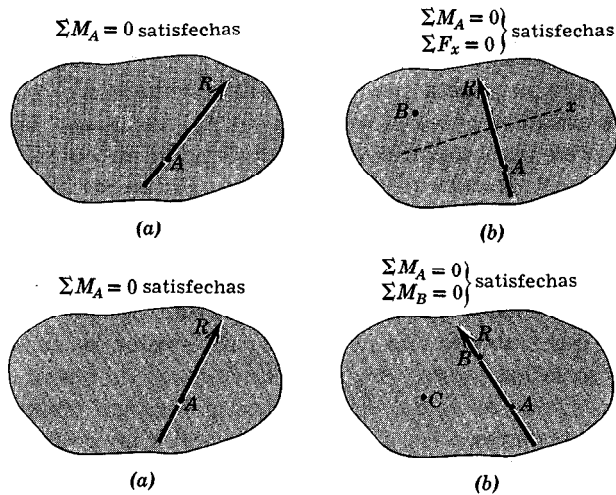 ΣM_A = 0 satisfechas
ΣM_A = 0
ΣF_x = 0
} satisfechas
R
A
R
B
x
A
(a)
(b)
ΣM_A = 0 satisfechas
ΣM_A = 0
ΣM_B = 0
} satisfechas
R
A
R
B
C
A
(a)
(b)